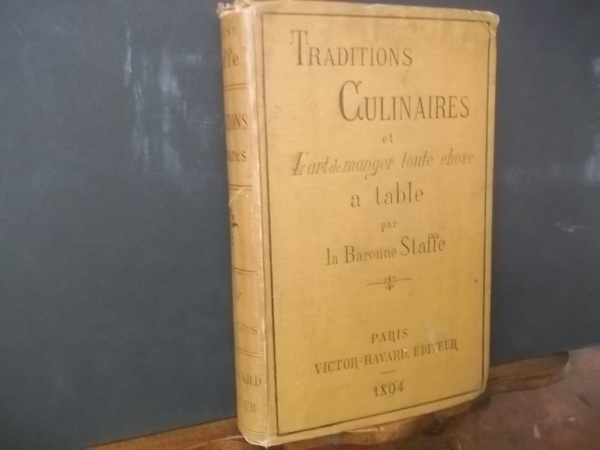 TRADITIONS
CULINAIRES
et
L'art de manger toute chose
a table
par
la Baronne Staffe
PARIS
VICTOR-HAVARD, ÉDITEUR
1894